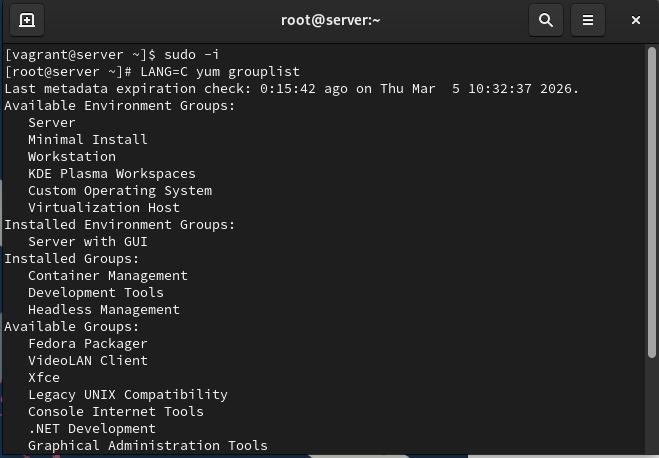 root@server:~
[vagrant@server ~]$ sudo -i
[root@server ~]# LANG=C yum grouplist
Last metadata expiration check: 0:15:42 ago on Thu Mar  5 10:32:37 2026.
Available Environment Groups:
   Server
   Minimal Install
   Workstation
   KDE Plasma Workspaces
   Custom Operating System
   Virtualization Host
Installed Environment Groups:
   Server with GUI
Installed Groups:
   Container Management
   Development Tools
   Headless Management
Available Groups:
   Fedora Packager
   VideoLAN Client
   Xfce
   Legacy UNIX Compatibility
   Console Internet Tools
   .NET Development
   Graphical Administration Tools